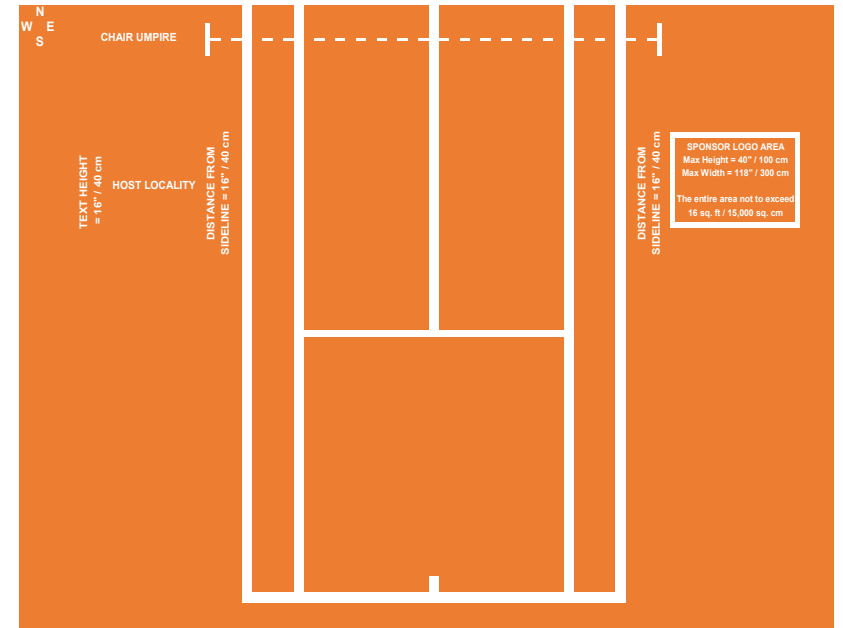 N
W E
S
CHAIR UMPIRE
TEXT HEIGHT
= 16" / 40 cm
HOST LOCALITY
DISTANCE FROM
SIDELINE = 16" / 40 cm
DISTANCE FROM
SIDELINE = 16" / 40 cm
SPONSOR LOGO AREA
Max Height = 40" / 100 cm
Max Width = 118" / 300 cm
The entire area not to exceed
16 sq. ft / 15,000 sq. cm